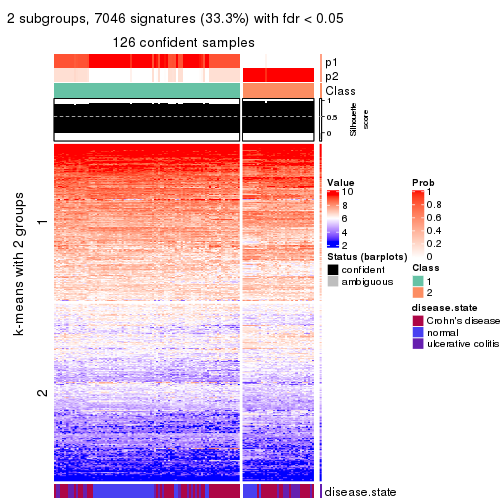 2 subgroups, 7046 signatures (33.3%) with fdr < 0.05
126 confident samples
p1
p2
Class
1
0.5
0
Silhouette
score
k-means with 2 groups
1
2
disease.state
Value
10
8
6
4
2
Status (barplots)
confident
ambiguous
Prob
1
0.8
0.6
0.4
0.2
0
Class
1
2
disease.state
Crohn's disease
normal
ulcerative colitis